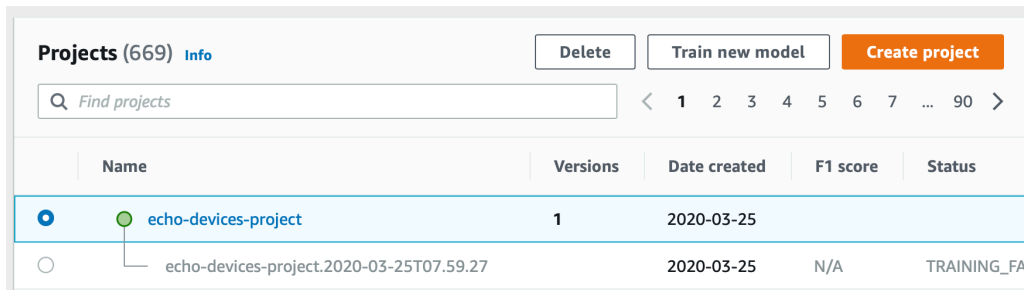 Projects (669) Info Delete Train new model Create project
Find projects 1 2 3 4 5 6 7 ... 90
Name Versions Date created F1 score Status
echo-devices-project 1 2020-03-25
echo-devices-project.2020-03-25T07.59.27 2020-03-25 N/A TRAINING_FA